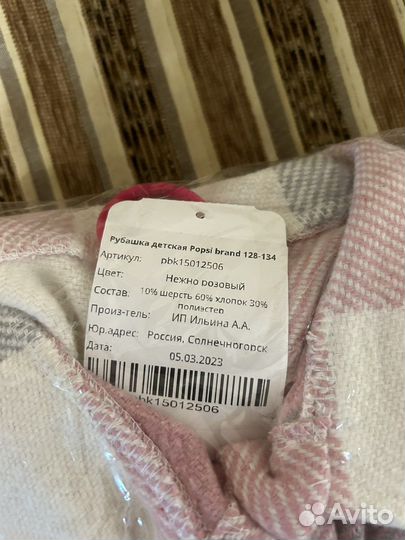 Рубашка детская Popsi brand 128-134
Артикул: pbk15012506
Цвет: Нежно розовый
Состав: 10% шерсть 60% хлопок 30%
полиэстер
Произ-тель: ИП Ильина А.А.
Юр.адрес: Россия, Солнечногорск
Дата: 05.03.2023
bk15012506
Avito